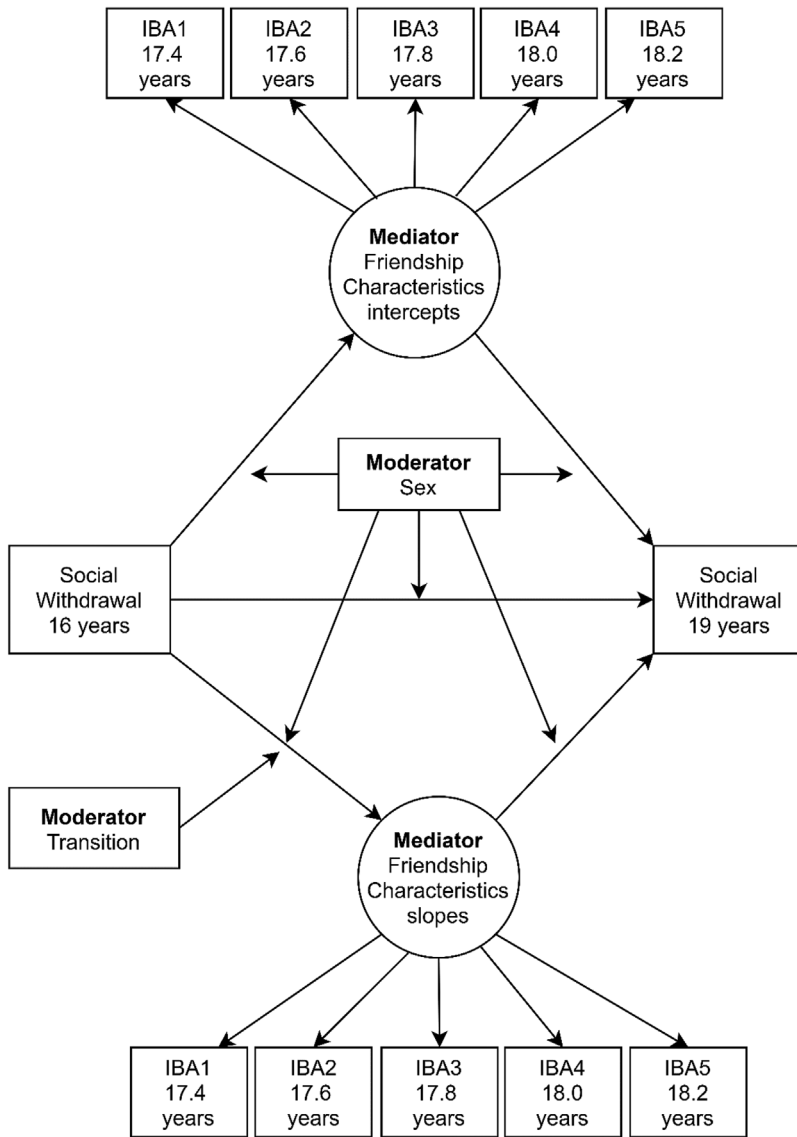 IBA1
17.4
years
IBA2
17.6
years
IBA3
17.8
years
IBA4
18.0
years
IBA5
18.2
years
Mediator
Friendship
Characteristics
intercepts
Moderator
Sex
Social
Withdrawal
16 years
Social
Withdrawal
19 years
Moderator
Transition
Mediator
Friendship
Characteristics
slopes
IBA1
17.4
years
IBA2
17.6
years
IBA3
17.8
years
IBA4
18.0
years
IBA5
18.2
years